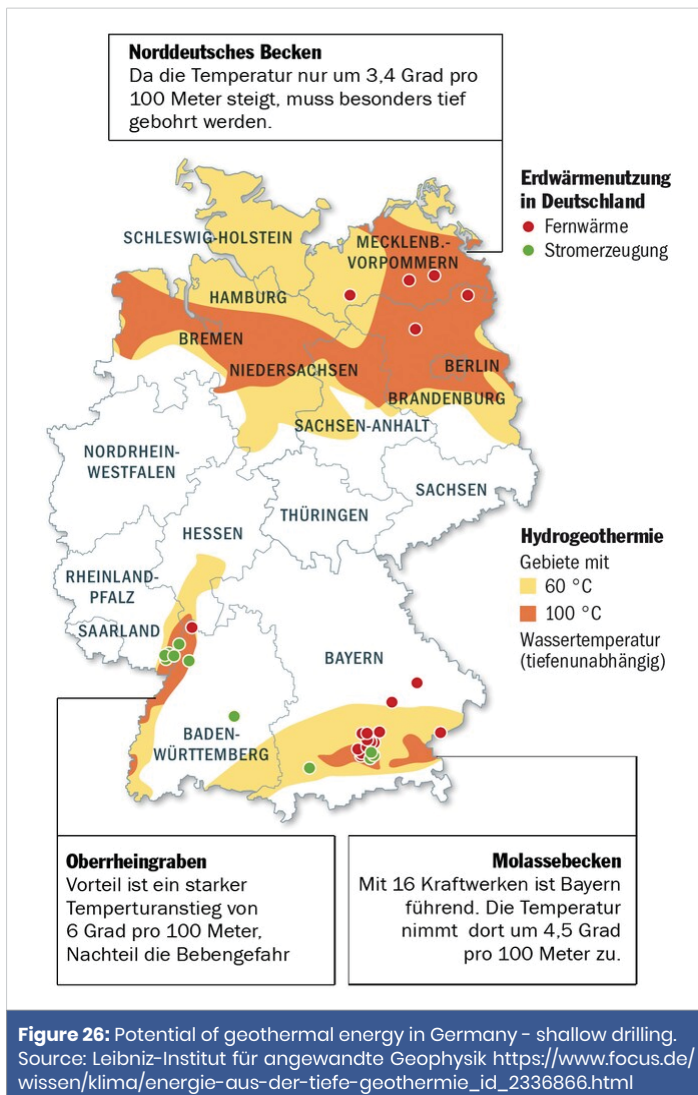 Norddeutsches Becken
Da die Temperatur nur um 3,4 Grad pro
100 Meter steigt, muss besonders tief
gebohrt werden.
Erdwärmenutzung
in Deutschland
Fernwärme
Stromerzeugung
SCHLESWIG-HOLSTEIN
MECKLENB.-
VORPOMMERN
HAMBURG
BREMEN
NIEDERSACHSEN
BERLIN
BRANDENBURG
SACHSEN-ANHALT
NORDRHEIN-
WESTFALEN
SACHSEN
THÜRINGEN
HESSEN
RHEINLAND-
PFALZ
SAARLAND
BAYERN
BADEN-
WÜRTTEMBERG
Hydrogeothermie
Gebiete mit
60 °C
100 °C
Wassertemperatur
(tiefenunabhängig)
Oberrheingraben
Vorteil ist ein starker
Temperturanstieg von
6 Grad pro 100 Meter,
Nachteil die Bebengefahr
Molassebecken
Mit 16 Kraftwerken ist Bayern
führend. Die Temperatur
nimmt dort um 4,5 Grad
pro 100 Meter zu.
Figure 26: Potential of geothermal energy in Germany - shallow drilling.
Source: Leibniz-Institut für angewandte Geophysik https://www.focus.de/
wissen/klima/energie-aus-der-tiefe-geothermie_id_2336866.html